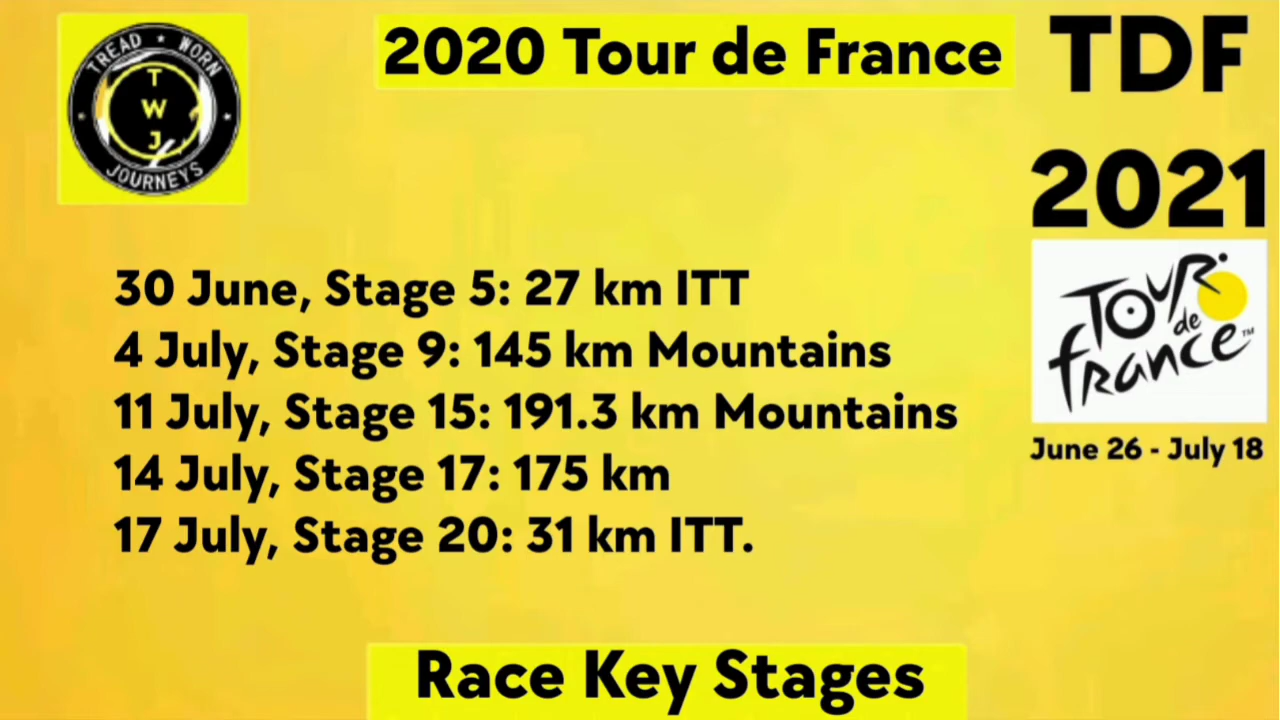 TREAD ★ WORN
T
W
J
JOURNEYS
2020 Tour de France
TDF
2021
TOUR
de
FRANCE™
June 26 - July 18
30 June, Stage 5: 27 km ITT
4 July, Stage 9: 145 km Mountains
11 July, Stage 15: 191.3 km Mountains
14 July, Stage 17: 175 km
17 July, Stage 20: 31 km ITT.
Race Key Stages